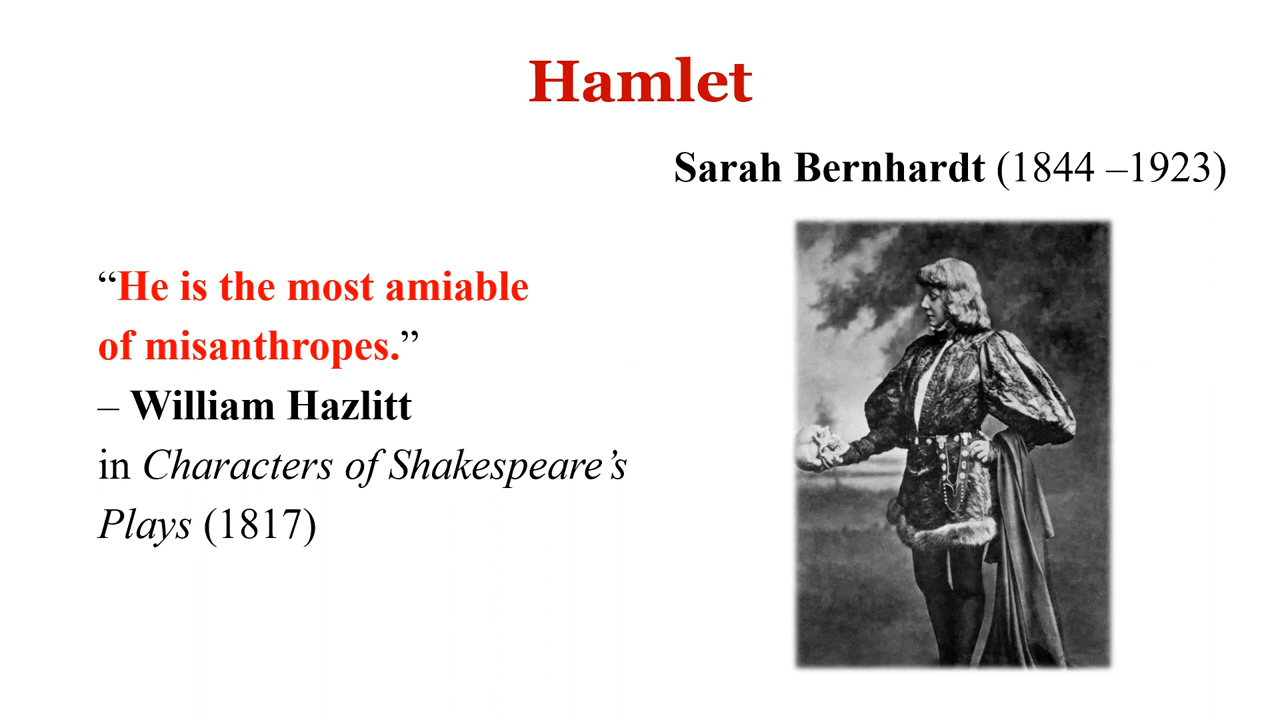 Hamlet
Sarah Bernhardt (1844 –1923)
“He is the most amiable
of misanthropes.”
– William Hazlitt
in Characters of Shakespeare’s
Plays (1817)